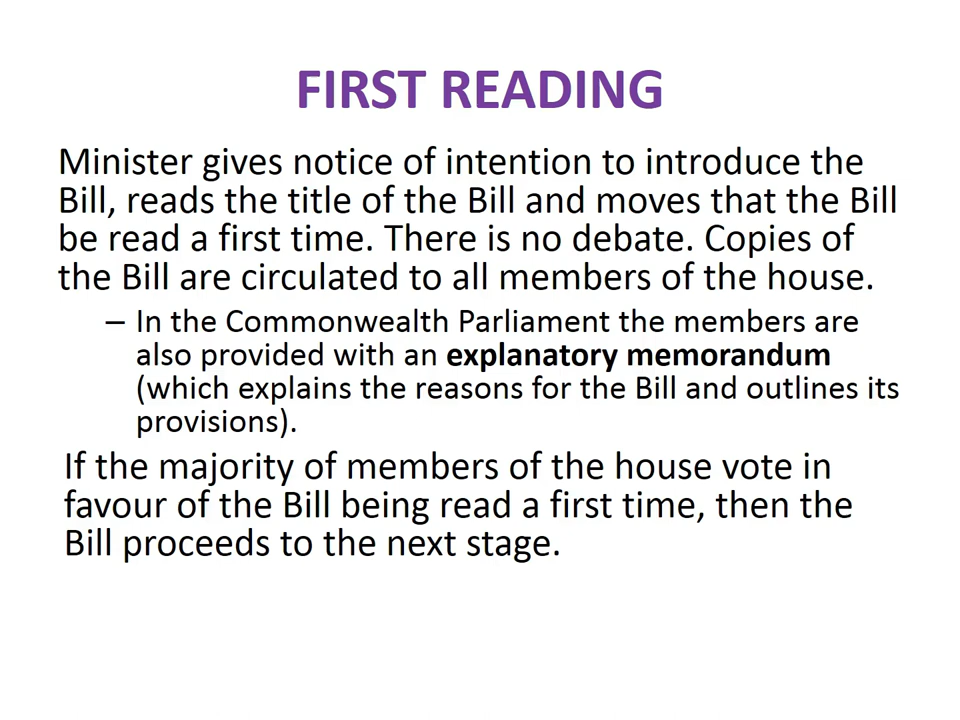 FIRST READING
Minister gives notice of intention to introduce the
Bill, reads the title of the Bill and moves that the Bill
be read a first time. There is no debate. Copies of
the Bill are circulated to all members of the house.
– In the Commonwealth Parliament the members are
also provided with an explanatory memorandum
(which explains the reasons for the Bill and outlines its
provisions).
If the majority of members of the house vote in
favour of the Bill being read a first time, then the
Bill proceeds to the next stage.